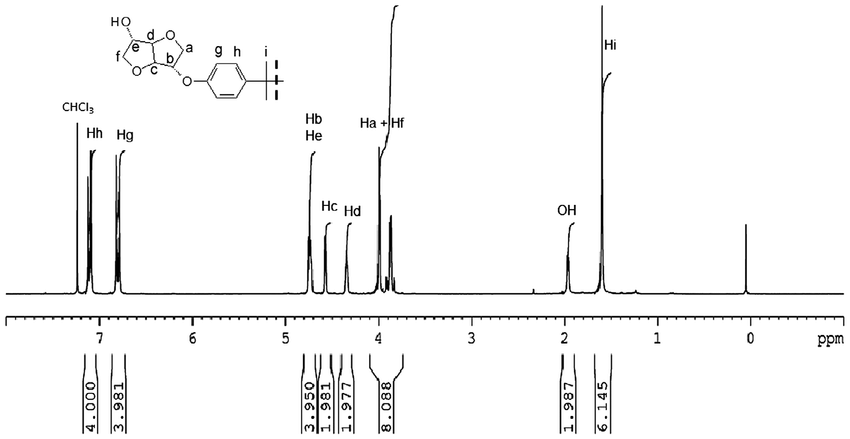 HO
d
O
a
g
h
i
e
b
f
c
O
O
CHCl3
Hh
Hg
Hb
He
Hc
Hd
Ha + Hf
OH
Hi
7
6
5
4
3
2
1
0
ppm
4.000
3.981
3.950
1.981
1.977
8.088
1.987
6.145